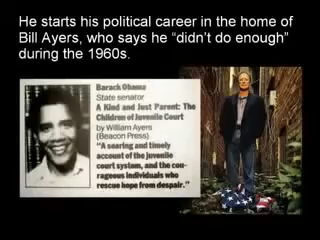 He starts his political career in the home of
Bill Ayers, who says he “didn’t do enough”
during the 1960s.
Barack Obama
State senator
A Kind and Just Parent: The
Children of Juvenile Court
by William Ayers
(Beacon Press)
"A searing and timely
account of the juvenile
court system, and the cou-
rageous individuals who
rescue hope from despair."